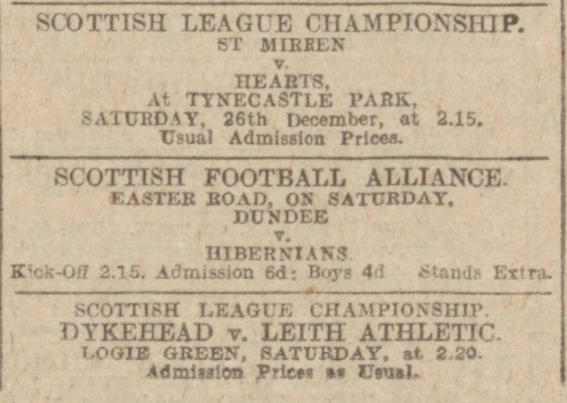 SCOTTISH LEAGUE CHAMPIONSHIP.
ST MIRREN
v.
HEARTS,
At TYNECASTLE PARK,
SATURDAY, 26th December, at 2.15.
Usual Admission Prices.
SCOTTISH FOOTBALL ALLIANCE.
EASTER ROAD, ON SATURDAY,
DUNDEE
v.
HIBERNIANS.
Kick-Off 2.15. Admission 6d; Boys 4d Stands Extra.
SCOTTISH LEAGUE CHAMPIONSHIP.
DYKEHEAD v. LEITH ATHLETIC.
LOGIE GREEN, SATURDAY, at 2.20.
Admission Prices as Usual.